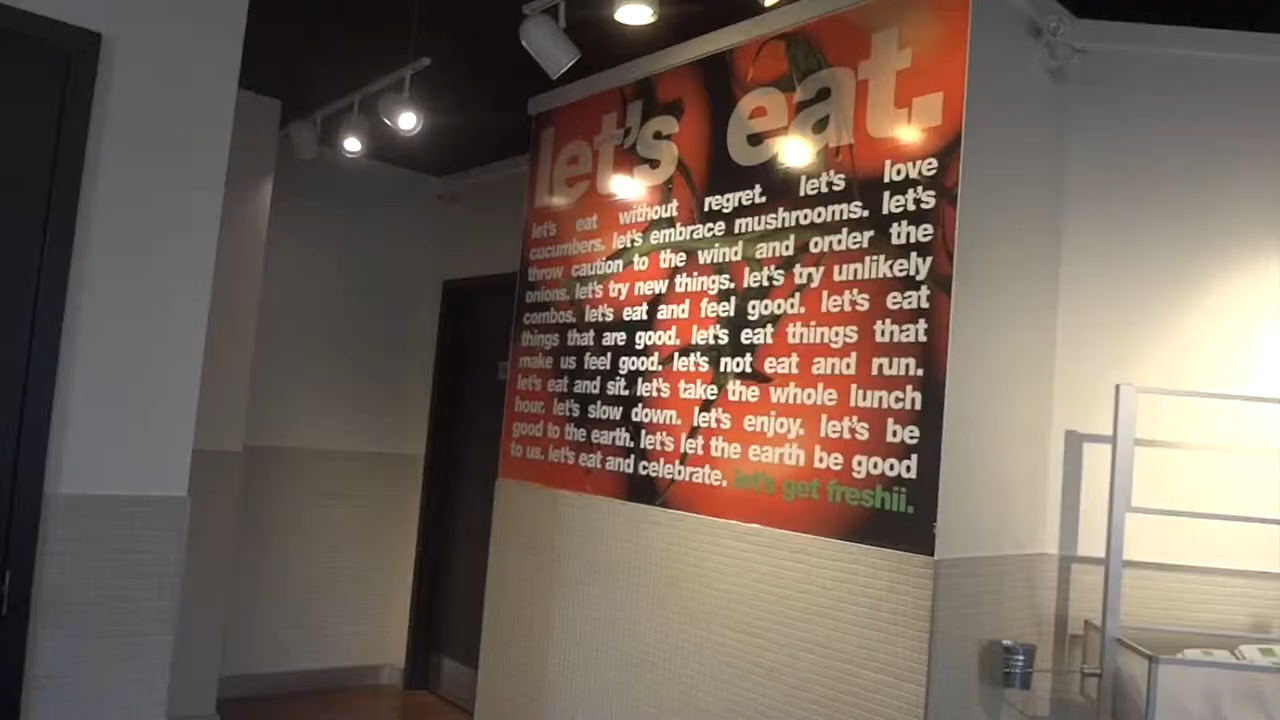 let's eat.
let's eat without regret. let's love
cucumbers. let's embrace mushrooms. let's
throw caution to the wind and order the
onions. let's try new things. let's try unlikely
combos. let's eat and feel good. let's eat
things that are good. let's eat things that
make us feel good. let's not eat and run.
let's eat and sit. let's take the whole lunch
hour. let's slow down. let's enjoy. let's be
good to the earth. let's let the earth be good
to us. let's eat and celebrate. let's get freshii.